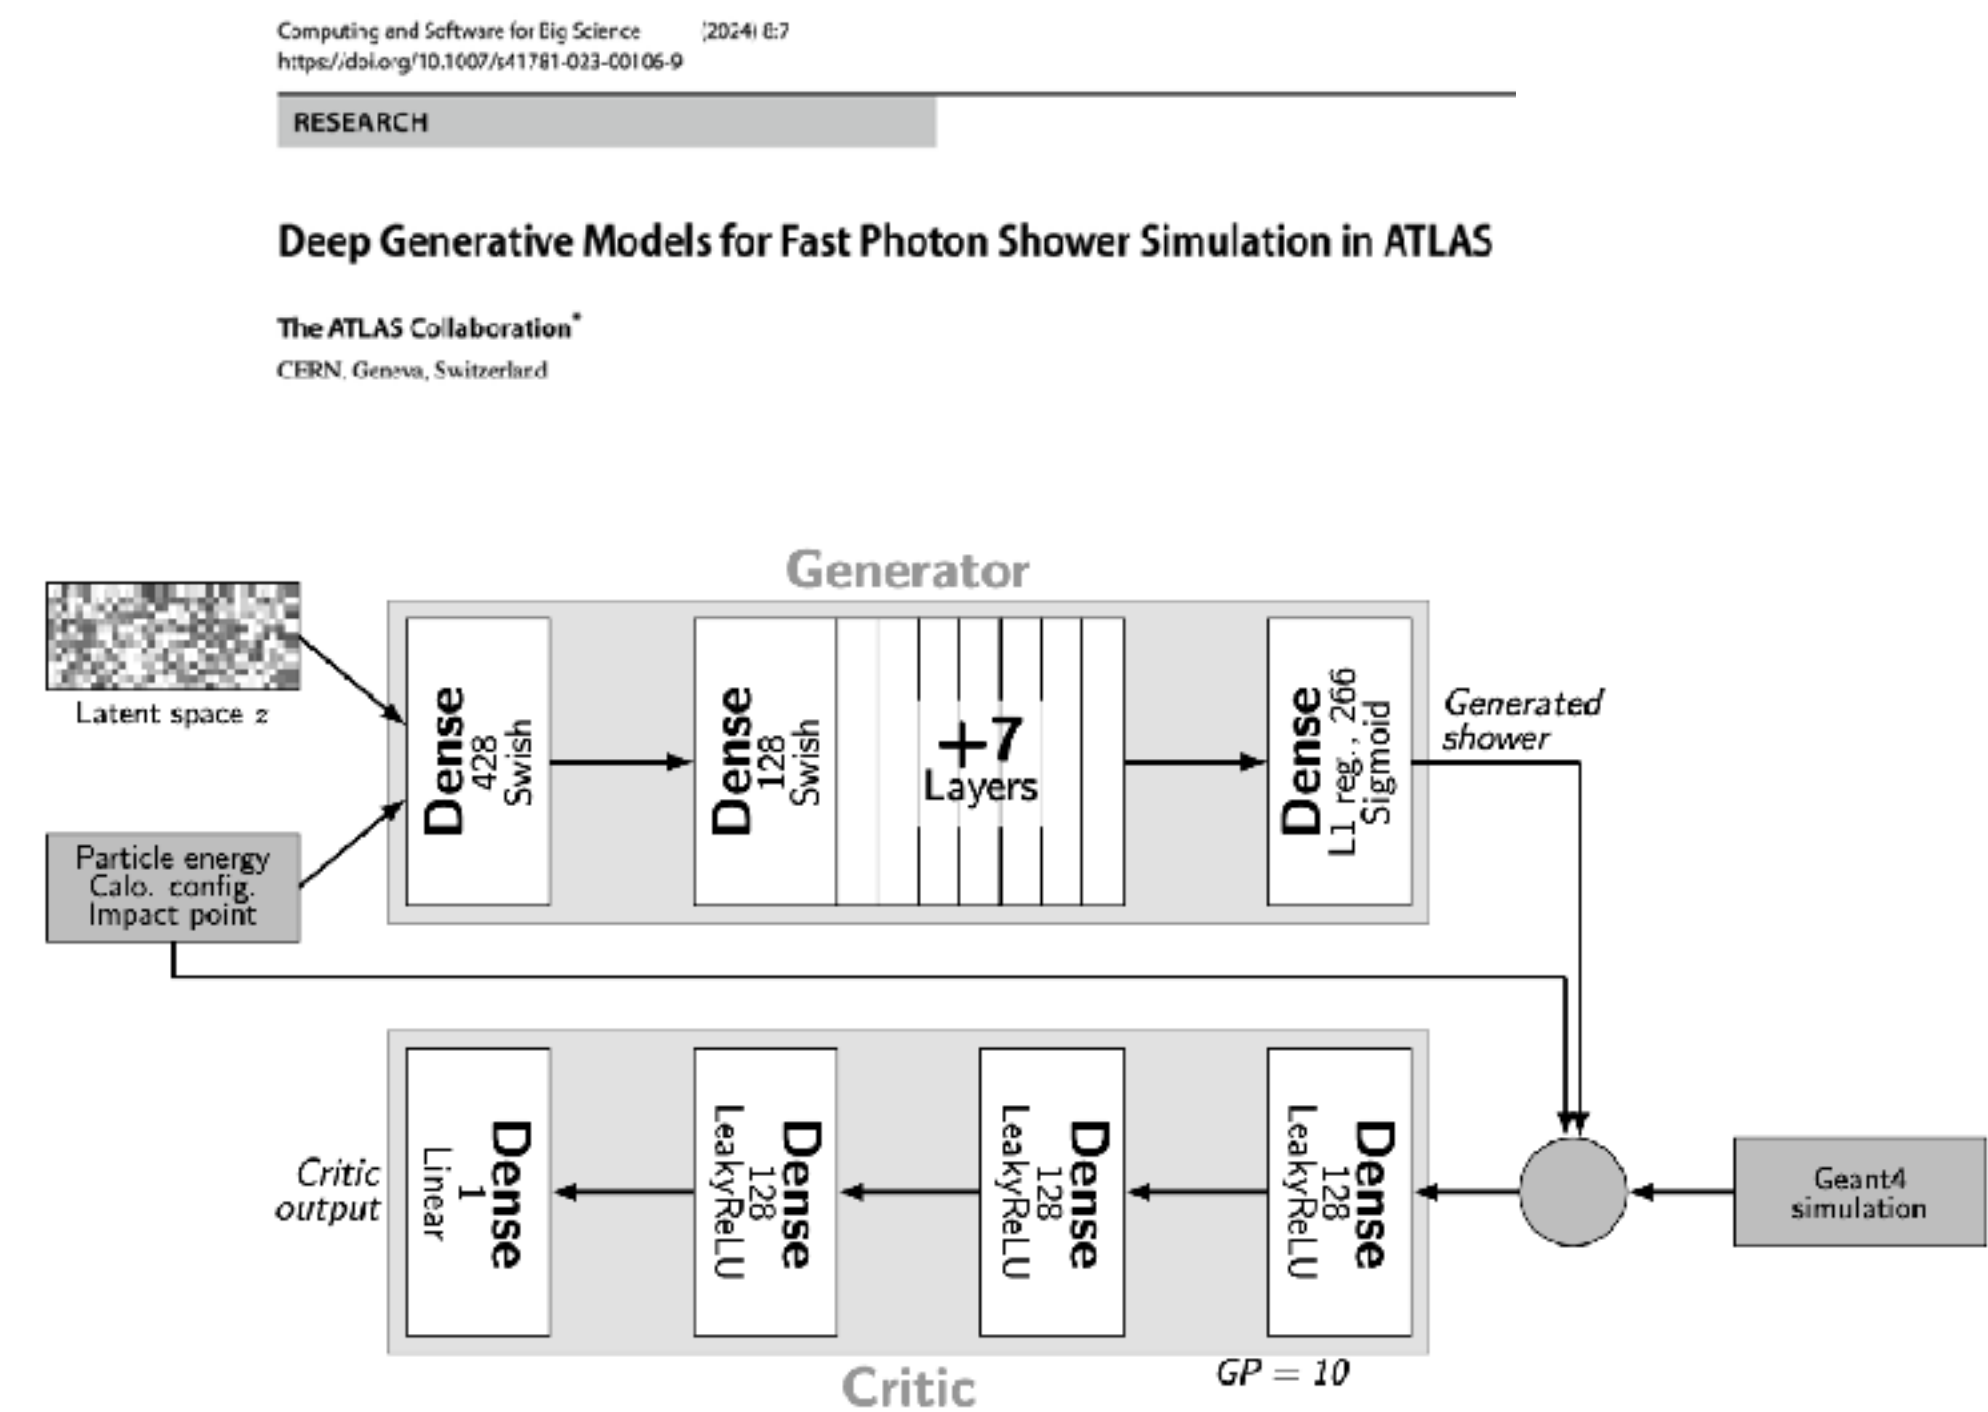 Computing and Software for Big Science (2024) 8:7
https://doi.org/10.1007/s41781-023-00106-9
RESEARCH
Deep Generative Models for Fast Photon Shower Simulation in ATLAS
The ATLAS Collaboration*
CERN, Geneva, Switzerland
Generator
Latent space z
Particle energy
Calo. config.
Impact point
Dense
428
Swish
Dense
128
Swish
+7
Layers
Dense
L1 reg., 266
Sigmoid
Generated
shower
Critic
output
Dense
1
Linear
Dense
128
LeakyReLU
Dense
128
LeakyReLU
Dense
128
LeakyReLU
Geant4
simulation
GP = 10
Critic